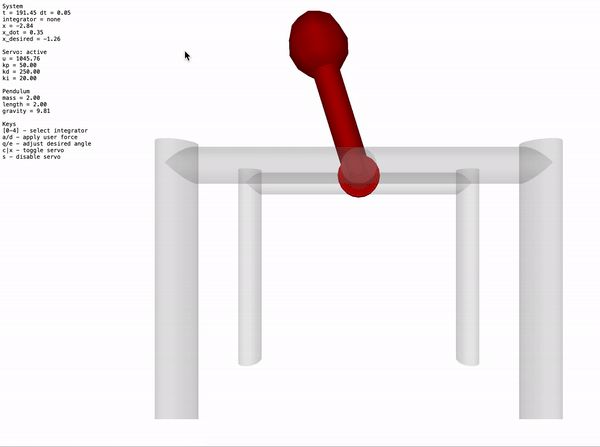 System
t = 191.45 dt = 0.05
integrator = none
x = -2.84
x_dot = 0.35
x_desired = -1.26
Servo: active
u = 1045.76
kp = 50.00
kd = 250.00
ki = 20.00
Pendulum
mass = 2.00
length = 2.00
gravity = 9.81
Keys
[0-4] - select integrator
a/d - apply user force
q/e - adjust desired angle
c|x - toggle servo
s - disable servo